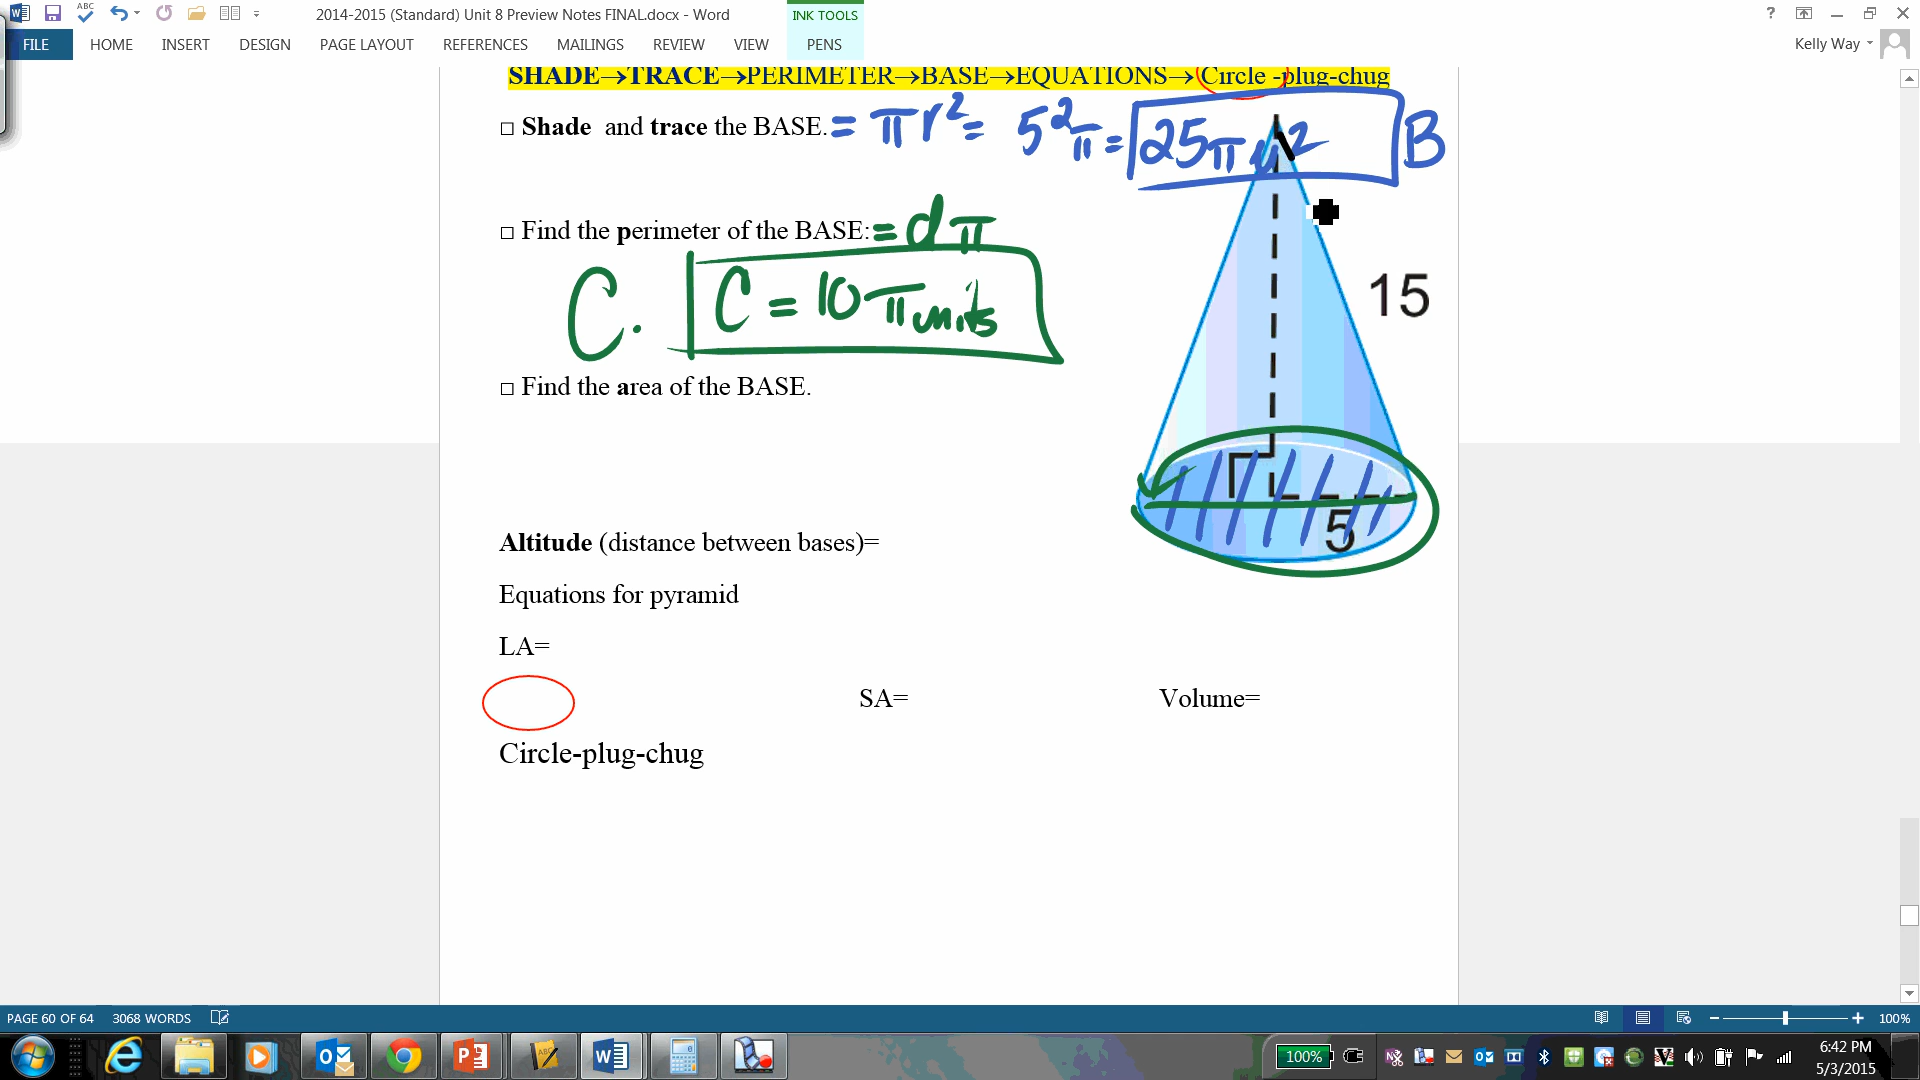 2014-2015 (Standard) Unit 8 Preview Notes FINAL.docx - Word
INK TOOLS
FILE HOME INSERT DESIGN PAGE LAYOUT REFERENCES MAILINGS REVIEW VIEW PENS
Kelly Way
SHADE→TRACE→PERIMETER→BASE→EQUATIONS→ Circle -plug-chug
□ Shade and trace the BASE. = πr² = 5²π = 25πu² B
□ Find the perimeter of the BASE: = dπ
C. C = 10π units
15
□ Find the area of the BASE.
5
Altitude (distance between bases)=
Equations for pyramid
LA=
SA= Volume=
Circle-plug-chug
PAGE 60 OF 64 3068 WORDS
100%
100%
6:42 PM
5/3/2015